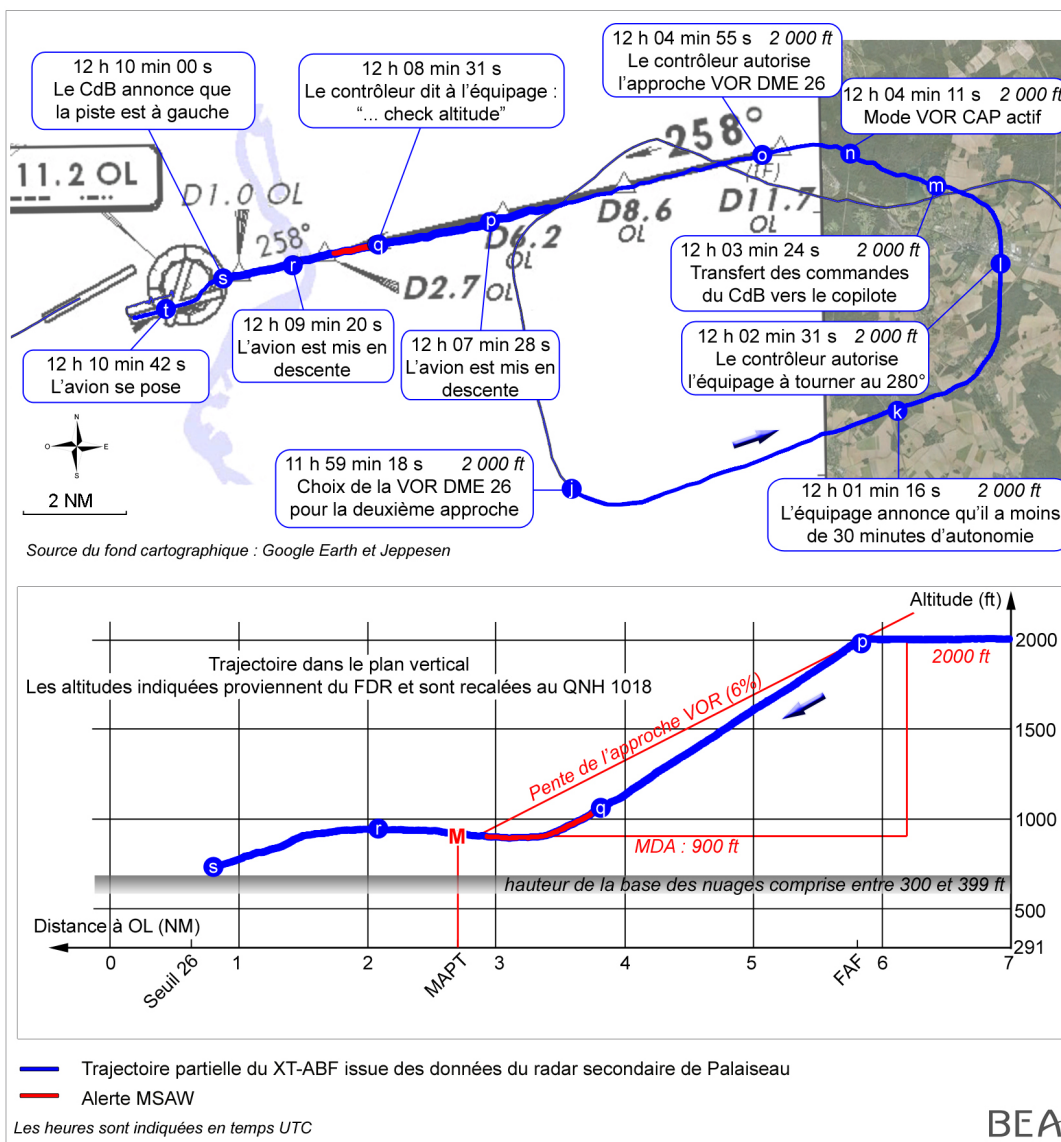 12 h 10 min 00 s
Le CdB annonce que
la piste est à gauche
12 h 08 min 31 s
Le contrôleur dit à l'équipage :
“... check altitude”
12 h 04 min 55 s 2 000 ft
Le contrôleur autorise
l'approche VOR DME 26
12 h 04 min 11 s 2 000 ft
Mode VOR CAP actif
11.2 OL
D1.0 OL
258°
258°
(IF)
D11.7
OL
D8.6
OL
D6.2
OL
D2.7 OL
o
n
m
l
p
q
r
s
t
k
j
12 h 03 min 24 s 2 000 ft
Transfert des commandes
du CdB vers le copilote
12 h 02 min 31 s 2 000 ft
Le contrôleur autorise
l'équipage à tourner au 280°
12 h 09 min 20 s
L'avion est mis en
descente
12 h 07 min 28 s
L'avion est mis en
descente
12 h 10 min 42 s
L'avion se pose
N
O E
S
2 NM
11 h 59 min 18 s 2 000 ft
Choix de la VOR DME 26
pour la deuxième approche
12 h 01 min 16 s 2 000 ft
L'équipage annonce qu'il a moins
de 30 minutes d'autonomie
Source du fond cartographique : Google Earth et Jeppesen
Altitude (ft)
Trajectoire dans le plan vertical
Les altitudes indiquées proviennent du FDR et sont recalées au QNH 1018
2000
2000 ft
p
Pente de l'approche VOR (6%)
1500
q
1000
r
M
MDA : 900 ft
s
hauteur de la base des nuages comprise entre 300 et 399 ft
500
Distance à OL (NM)
291
0 1 2 3 4 5 6 7
Seuil 26
MAPT
FAF
Trajectoire partielle du XT-ABF issue des données du radar secondaire de Palaiseau
Alerte MSAW
Les heures sont indiquées en temps UTC
BEA